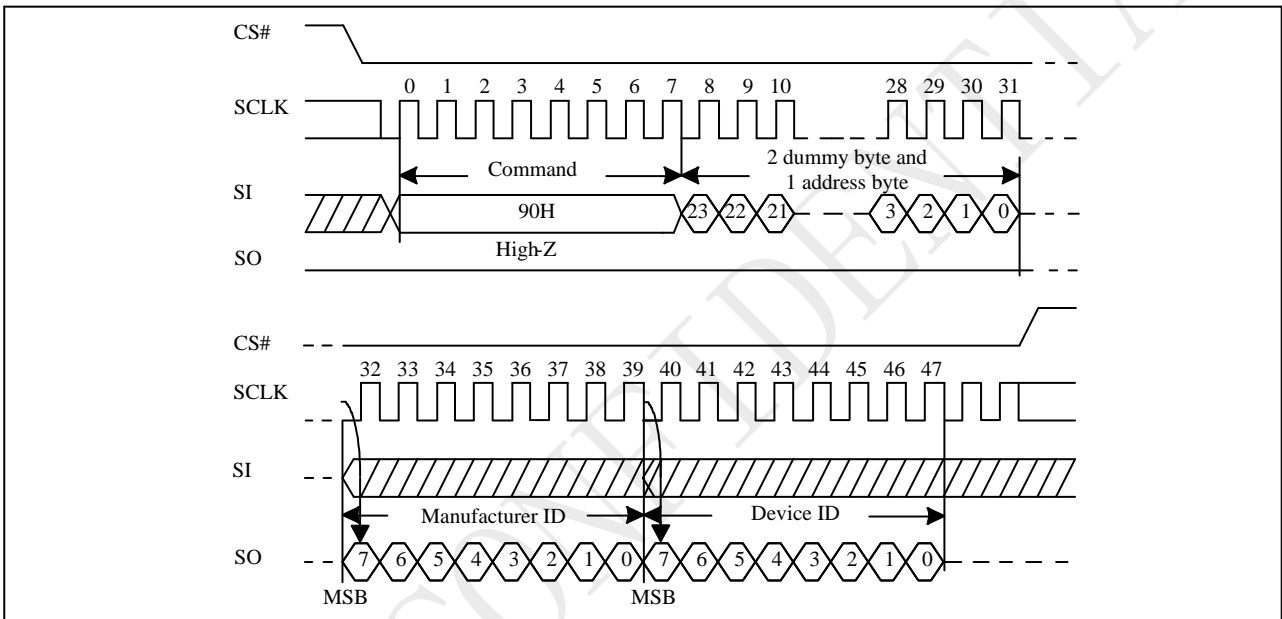 CS#
0 1 2 3 4 5 6 7 8 9 10 28 29 30 31
SCLK
Command
2 dummy byte and
1 address byte
SI
90H
23 22 21 3 2 1 0
High-Z
SO
CS#
32 33 34 35 36 37 38 39 40 41 42 43 44 45 46 47
SCLK
SI
Manufacturer ID
Device ID
SO
7 6 5 4 3 2 1 0 7 6 5 4 3 2 1 0
MSB MSB
CONFIDENTIA